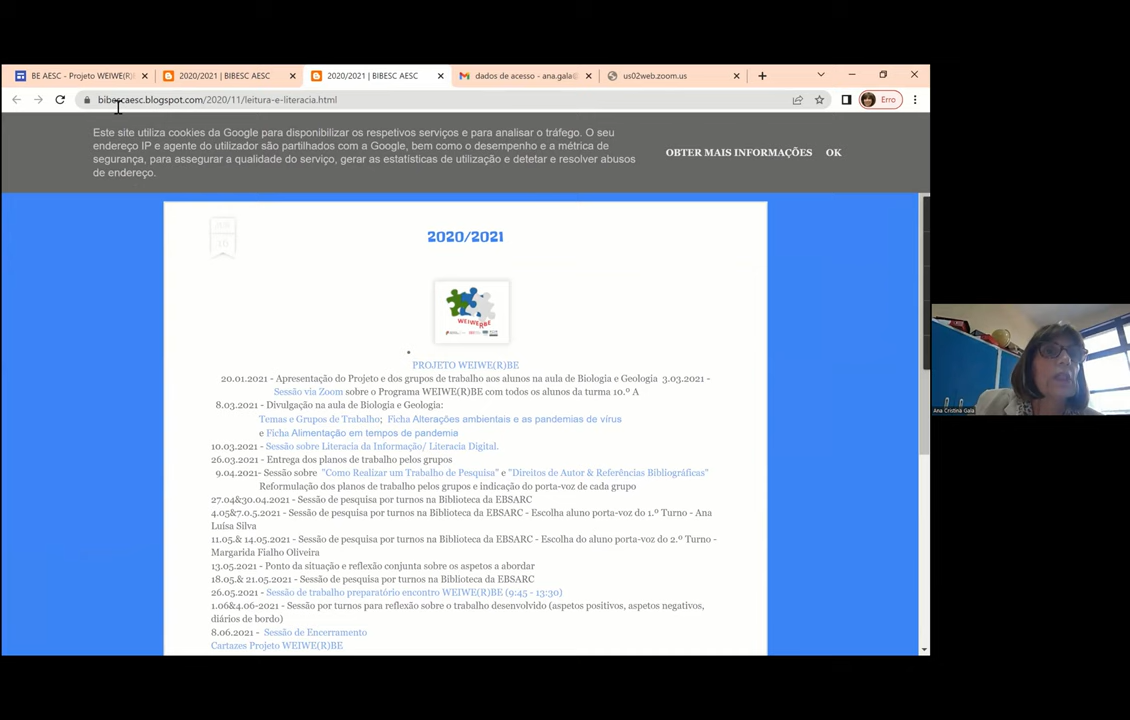 BE AESC - Projeto WEIWE(R)BE
2020/2021 | BIBESC AESC
2020/2021 | BIBESC AESC
dados de acesso - ana.gala@
us02web.zoom.us
bibescaesc.blogspot.com/2020/11/leitura-e-literacia.html
Erro
Este site utiliza cookies da Google para disponibilizar os respetivos serviços e para analisar o tráfego. O seu
endereço IP e agente do utilizador são partilhados com a Google, bem como o desempenho e a métrica de
segurança, para assegurar a qualidade do serviço, gerar as estatísticas de utilização e detetar e resolver abusos
de endereço.
OBTER MAIS INFORMAÇÕES OK
16
2020/2021
WEIWERBE
PROJETO WEIWE(R)BE
20.01.2021 - Apresentação do Projeto e dos grupos de trabalho aos alunos na aula de Biologia e Geologia 3.03.2021 -
Sessão via Zoom sobre o Programa WEIWE(R)BE com todos os alunos da turma 10.º A
8.03.2021 - Divulgação na aula de Biologia e Geologia:
Temas e Grupos de Trabalho; Ficha Alterações ambientais e as pandemias de vírus
e Ficha Alimentação em tempos de pandemia
10.03.2021 - Sessão sobre Literacia da Informação/ Literacia Digital.
26.03.2021 - Entrega dos planos de trabalho pelos grupos
9.04.2021- Sessão sobre "Como Realizar um Trabalho de Pesquisa" e "Direitos de Autor & Referências Bibliográficas"
Reformulação dos planos de trabalho pelos grupos e indicação do porta-voz de cada grupo
27.04&30.04.2021 - Sessão de pesquisa por turnos na Biblioteca da EBSARC
4.05&7.0.5.2021 - Sessão de pesquisa por turnos na Biblioteca da EBSARC - Escolha aluno porta-voz do 1.º Turno - Ana
Luísa Silva
11.05.& 14.05.2021 - Sessão de pesquisa por turnos na Biblioteca da EBSARC - Escolha do aluno porta-voz do 2.º Turno -
Margarida Fialho Oliveira
13.05.2021 - Ponto da situação e reflexão conjunta sobre os aspetos a abordar
18.05.& 21.05.2021 - Sessão de pesquisa por turnos na Biblioteca da EBSARC
26.05.2021 - Sessão de trabalho preparatório encontro WEIWE(R)BE (9:45 - 13:30)
1.06&4.06-2021 - Sessão por turnos para reflexão sobre o trabalho desenvolvido (aspetos positivos, aspetos negativos,
diários de bordo)
8.06.2021 - Sessão de Encerramento
Cartazes Projeto WEIWE(R)BE
Ana Cristina Gala